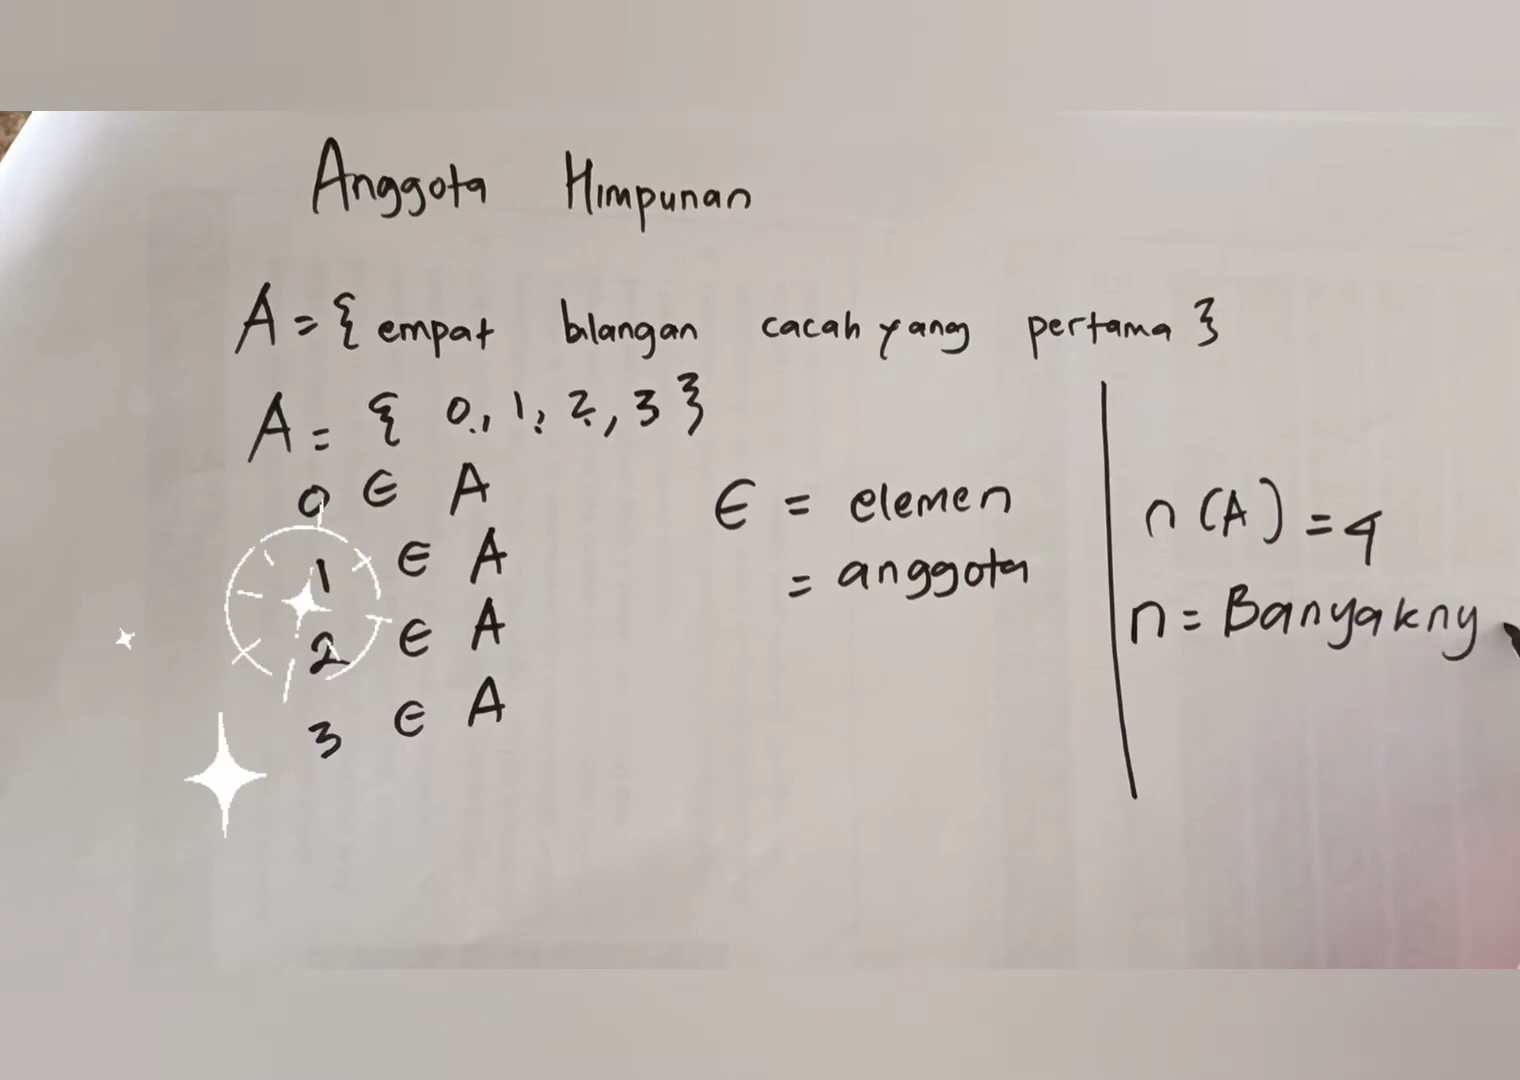 Anggota Himpunan
A = { empat bilangan cacah yang pertama }
A = { 0, 1, 2, 3 }
0 ∈ A
1 ∈ A
2 ∈ A
3 ∈ A
∈ = elemen
= anggota
n (A) = 4
n = Banyakny